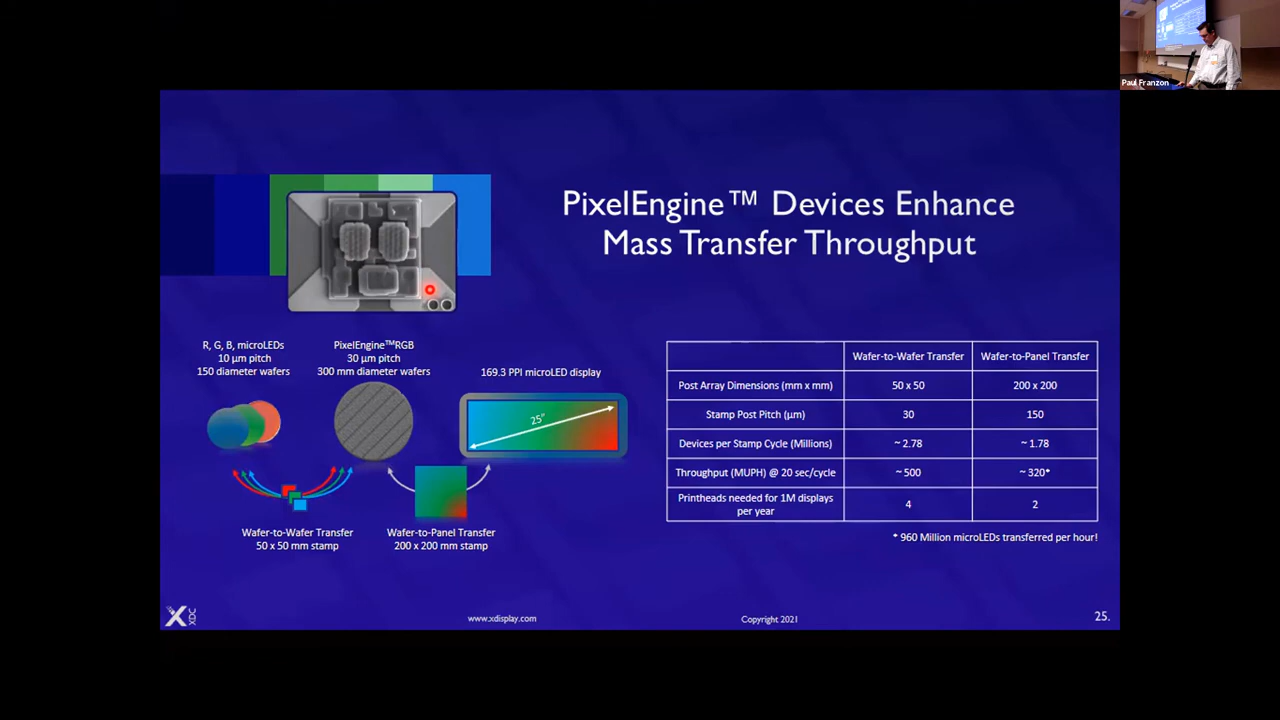 Paul Franzon
PixelEngine™ Devices Enhance
Mass Transfer Throughput
R, G, B, microLEDs
10 µm pitch
150 diameter wafers
PixelEngine™RGB
30 µm pitch
300 mm diameter wafers
169.3 PPI microLED display
25"
Wafer-to-Wafer Transfer
50 x 50 mm stamp
Wafer-to-Panel Transfer
200 x 200 mm stamp
Wafer-to-Wafer Transfer Wafer-to-Panel Transfer
Post Array Dimensions (mm x mm) 50 x 50 200 x 200
Stamp Post Pitch (µm) 30 150
Devices per Stamp Cycle (Millions) ~ 2.78 ~ 1.78
Throughput (MUPH) @ 20 sec/cycle ~ 500 ~ 320*
Printheads needed for 1M displays
per year 4 2
* 960 Million microLEDs transferred per hour!
X XDC
www.xdisplay.com
Copyright 2021
25.